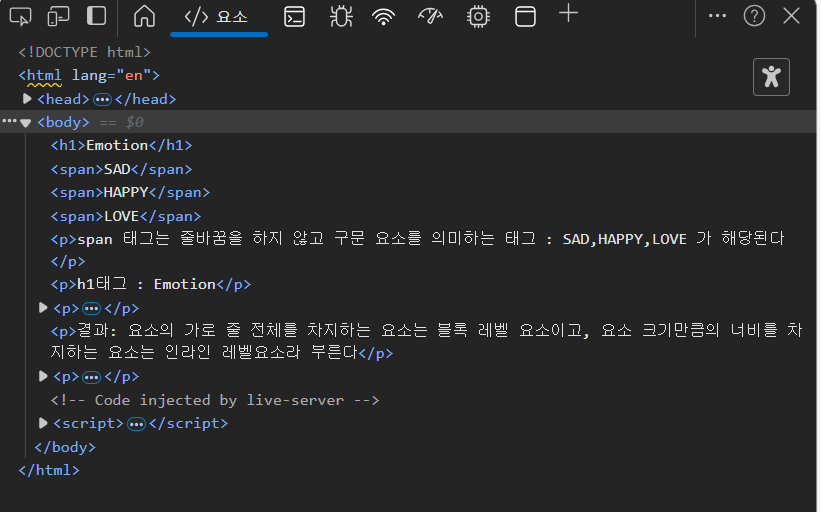 요소
<!DOCTYPE html>
<html lang="en">
<head>•••</head>
<body> == $0
<h1>Emotion</h1>
<span>SAD</span>
<span>HAPPY</span>
<span>LOVE</span>
<p>span 태그는 줄바꿈을 하지 않고 구문 요소를 의미하는 태그 : SAD,HAPPY,LOVE 가 해당된다
</p>
<p>h1태그 : Emotion</p>
<p>•••</p>
<p>결과: 요소의 가로 줄 전체를 차지하는 요소는 블록 레벨 요소이고, 요소 크기만큼의 너비를 차
지하는 요소는 인라인 레벨요소라 부른다</p>
<p>•••</p>
<!-- Code injected by live-server -->
<script>•••</script>
</body>
</html>